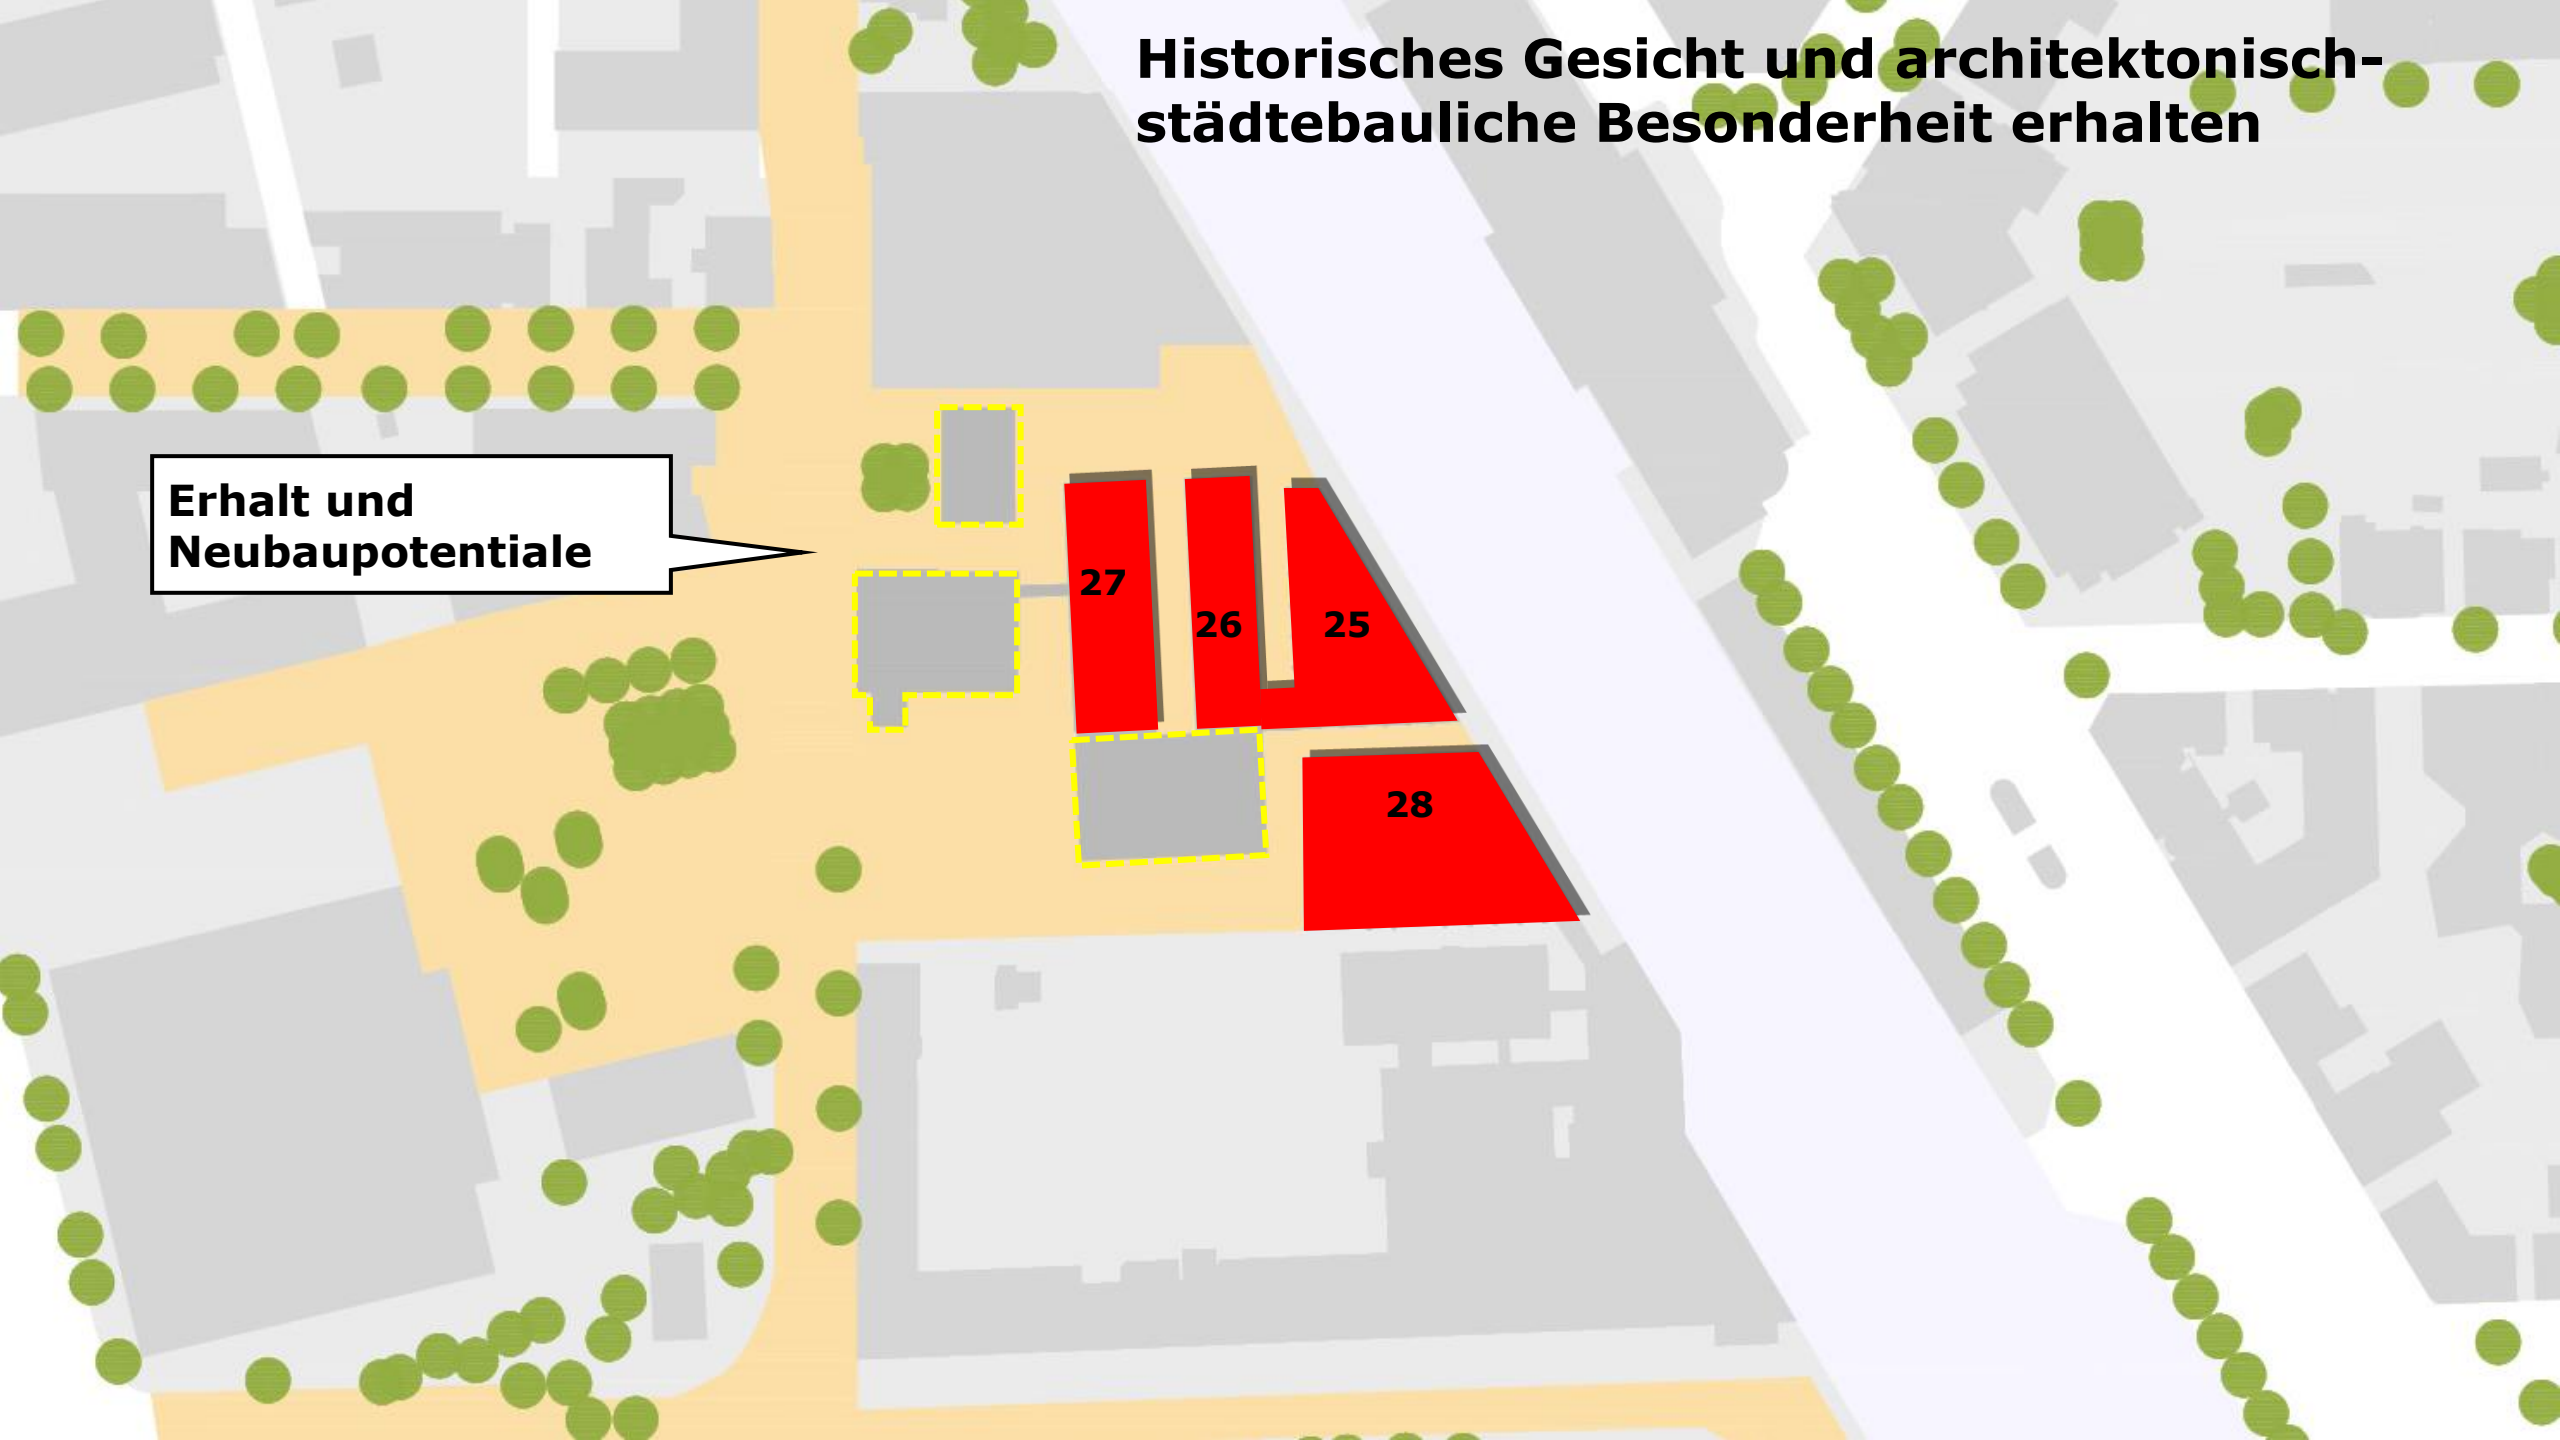 Historisches Gesicht und architektonisch-
städtebauliche Besonderheit erhalten
Erhalt und
Neubaupotentiale
27
26
25
28